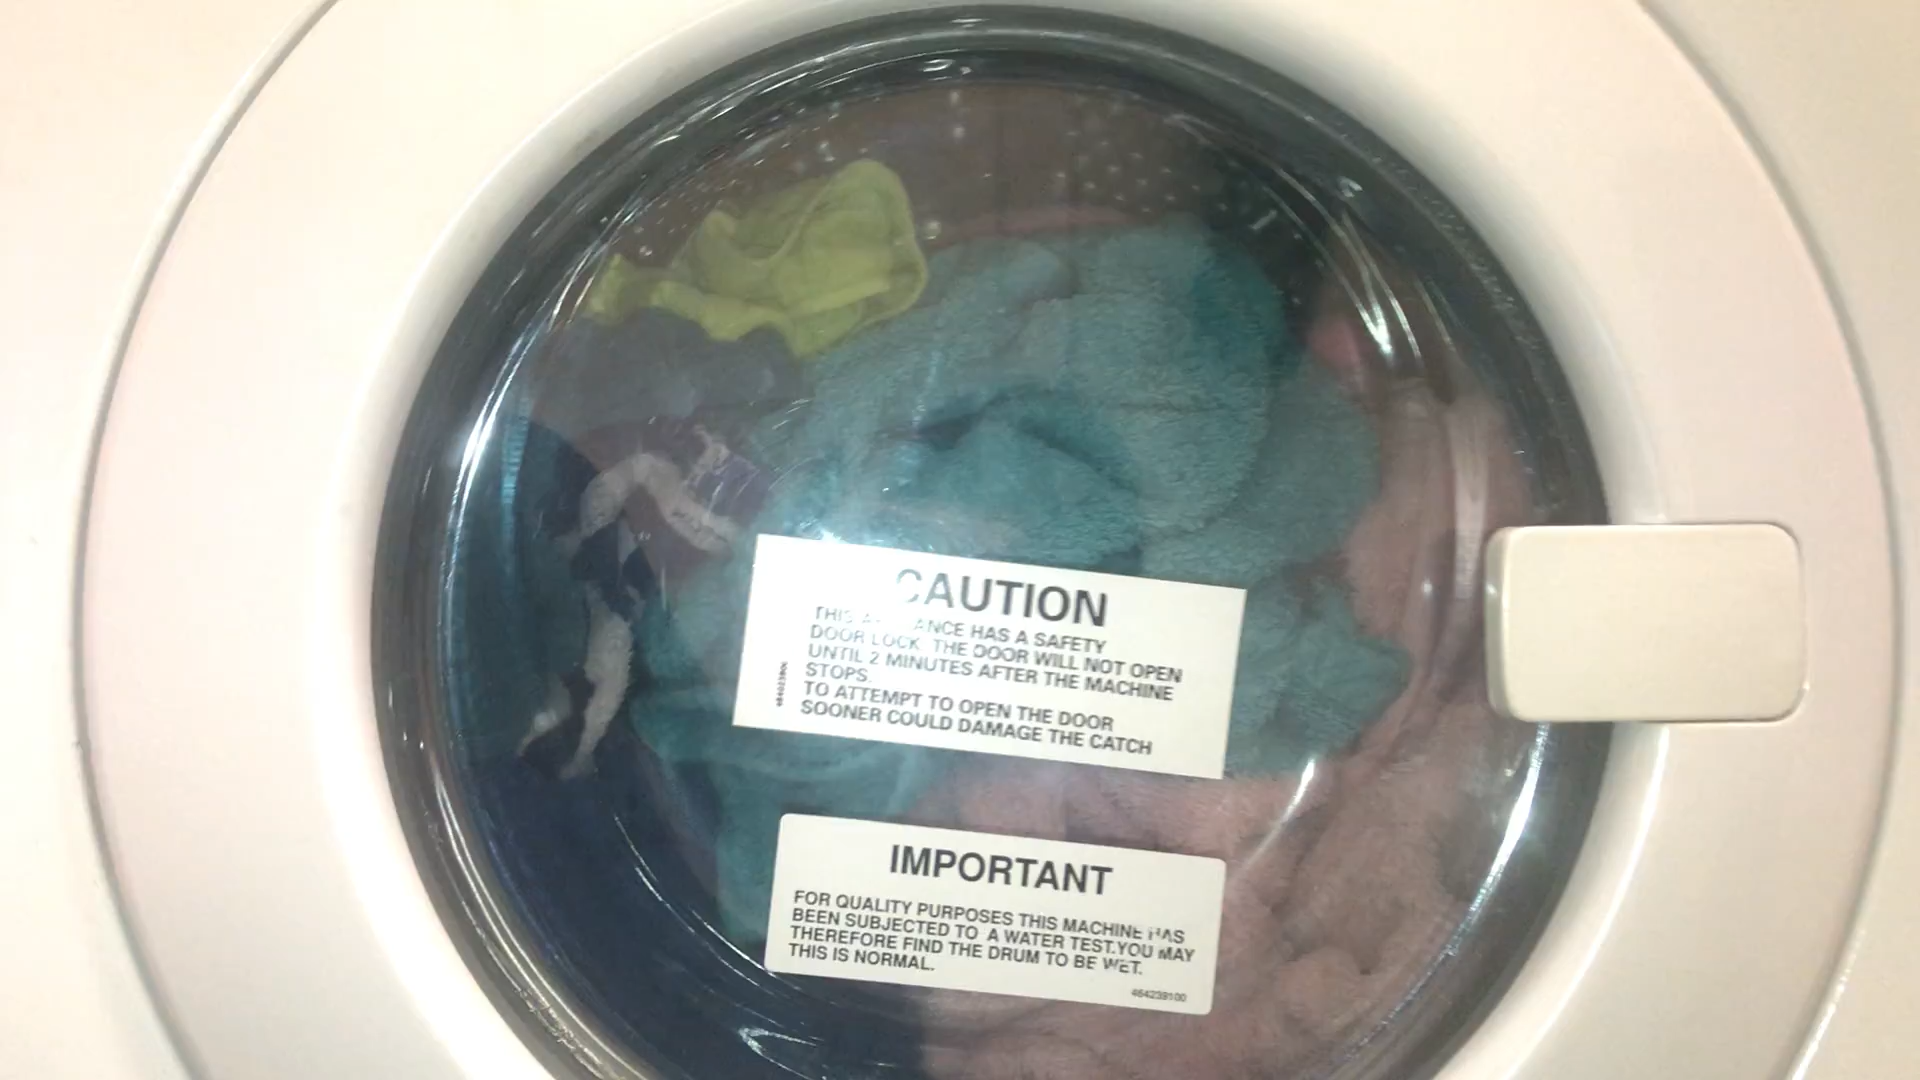 CAUTION
THIS APPLIANCE HAS A SAFETY
DOOR LOCK. THE DOOR WILL NOT OPEN
UNTIL 2 MINUTES AFTER THE MACHINE
STOPS.
TO ATTEMPT TO OPEN THE DOOR
SOONER COULD DAMAGE THE CATCH
IMPORTANT
FOR QUALITY PURPOSES THIS MACHINE HAS
BEEN SUBJECTED TO A WATER TEST.YOU MAY
THEREFORE FIND THE DRUM TO BE WET.
THIS IS NORMAL.
464239100